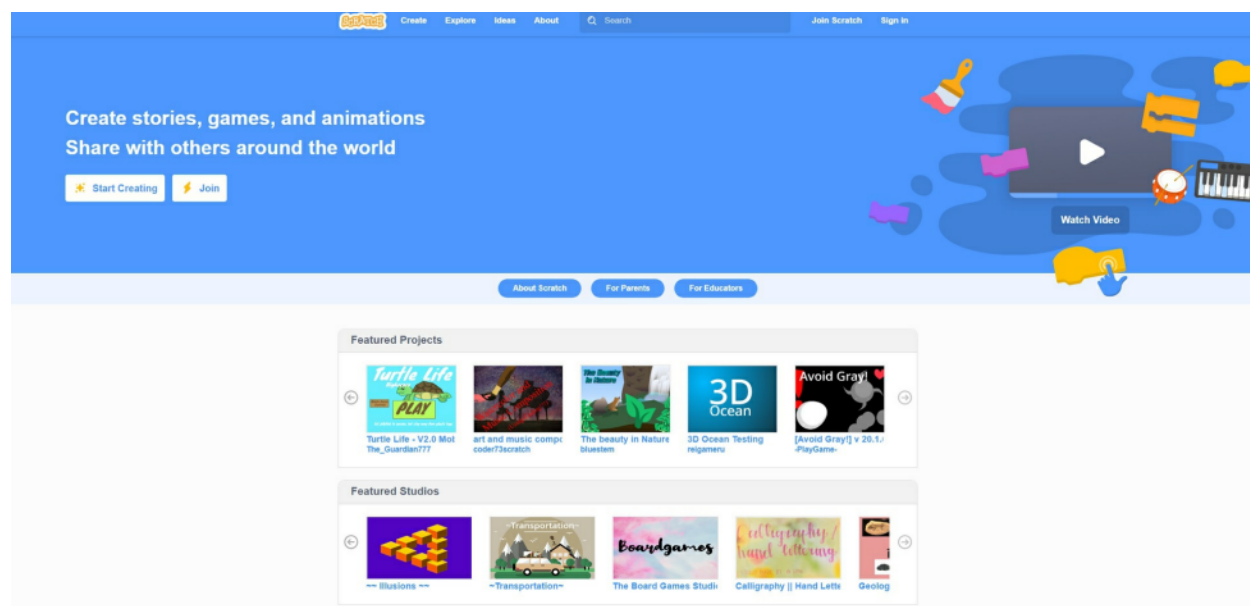 SCRATCH Create Explore Ideas About Search Join Scratch Sign In
Create stories, games, and animations
Share with others around the world
Start Creating Join
Watch Video
About Scratch For Parents For Educators
Featured Projects
Turtle Life
PLAY
The Beauty
In Nature
3D
Ocean
Avoid Gray!
Turtle Life - V2.0 Mob art and music compo The beauty in Nature 3D Ocean Testing [Avoid Gray!] v 20.1.
The_Guardian777 coder73scratch bluestem reigameru -PlayGame-
Featured Studios
~Transportation~
Boardgames
calligraphy /
hand lettering
~~ Illusions ~~ ~Transportation~ The Board Games Studi Calligraphy || Hand Lette Geolog